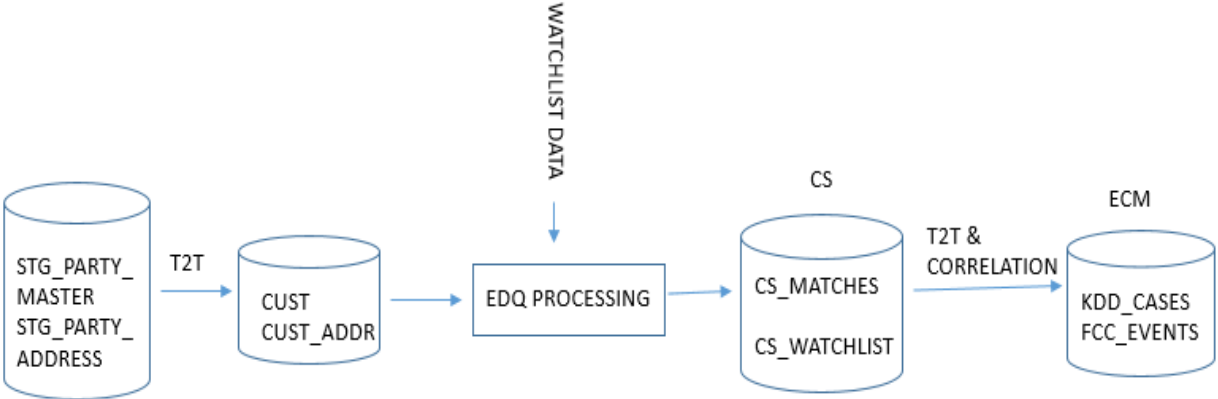 WATCHLIST DATA
STG_PARTY_
MASTER
STG_PARTY_
ADDRESS
T2T
CUST
CUST_ADDR
EDQ PROCESSING
CS
CS_MATCHES
CS_WATCHLIST
T2T &
CORRELATION
ECM
KDD_CASES
FCC_EVENTS